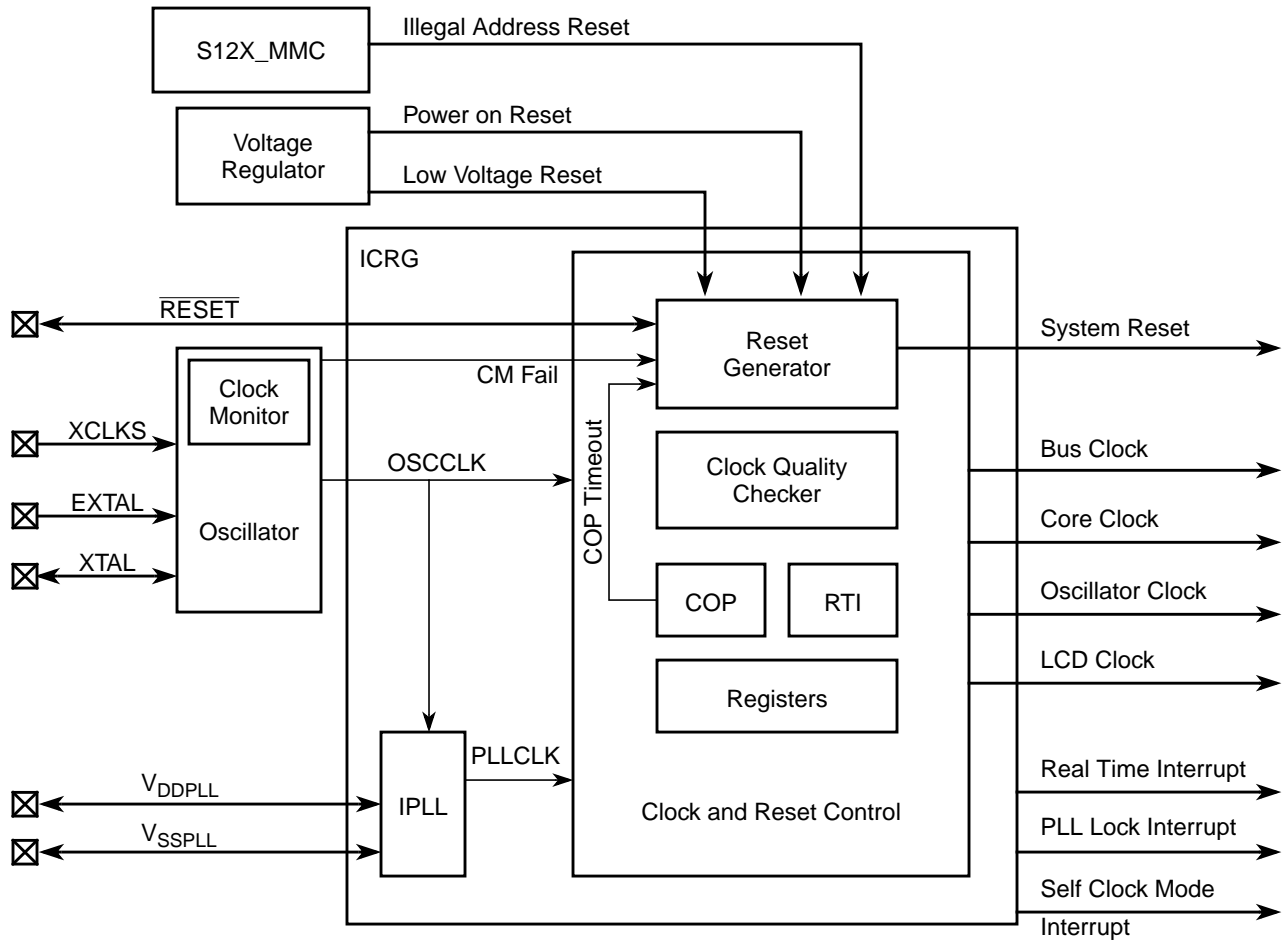 Illegal Address Reset
S12X_MMC
Power on Reset
Voltage
Regulator
Low Voltage Reset
ICRG
RESET
Reset
Generator
System Reset
CM Fail
Clock
Monitor
XCLKS
OSCCLK
COP Timeout
Clock Quality
Checker
Bus Clock
EXTAL
Oscillator
Core Clock
XTAL
COP
RTI
Oscillator Clock
LCD Clock
Registers
PLLCLK
Real Time Interrupt
VDDPLL
IPLL
Clock and Reset Control
PLL Lock Interrupt
VSSPLL
Self Clock Mode
Interrupt